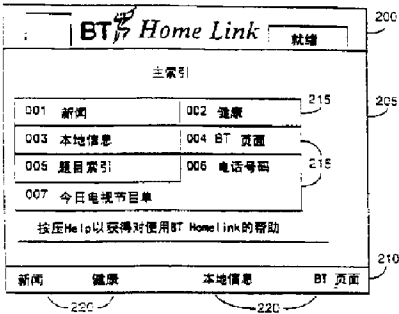 BT Home Link 就绪 200
主索引
001 新闻 002 健康 215
205
003 本地信息 004 BT 页面
005 题目索引 006 电话号码 215
007 今日电视节目单
按压Help以获得对使用BT Homelink的帮助
210
新闻 健康 本地信息 BT 页面
220 220